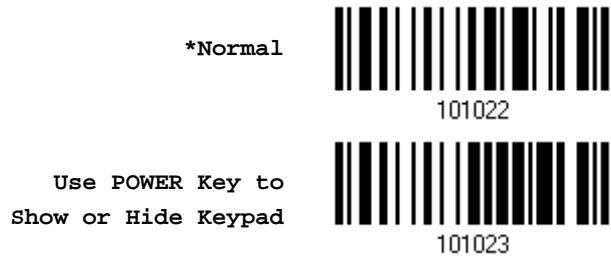 *Normal
101022
Use POWER Key to
Show or Hide Keypad
101023